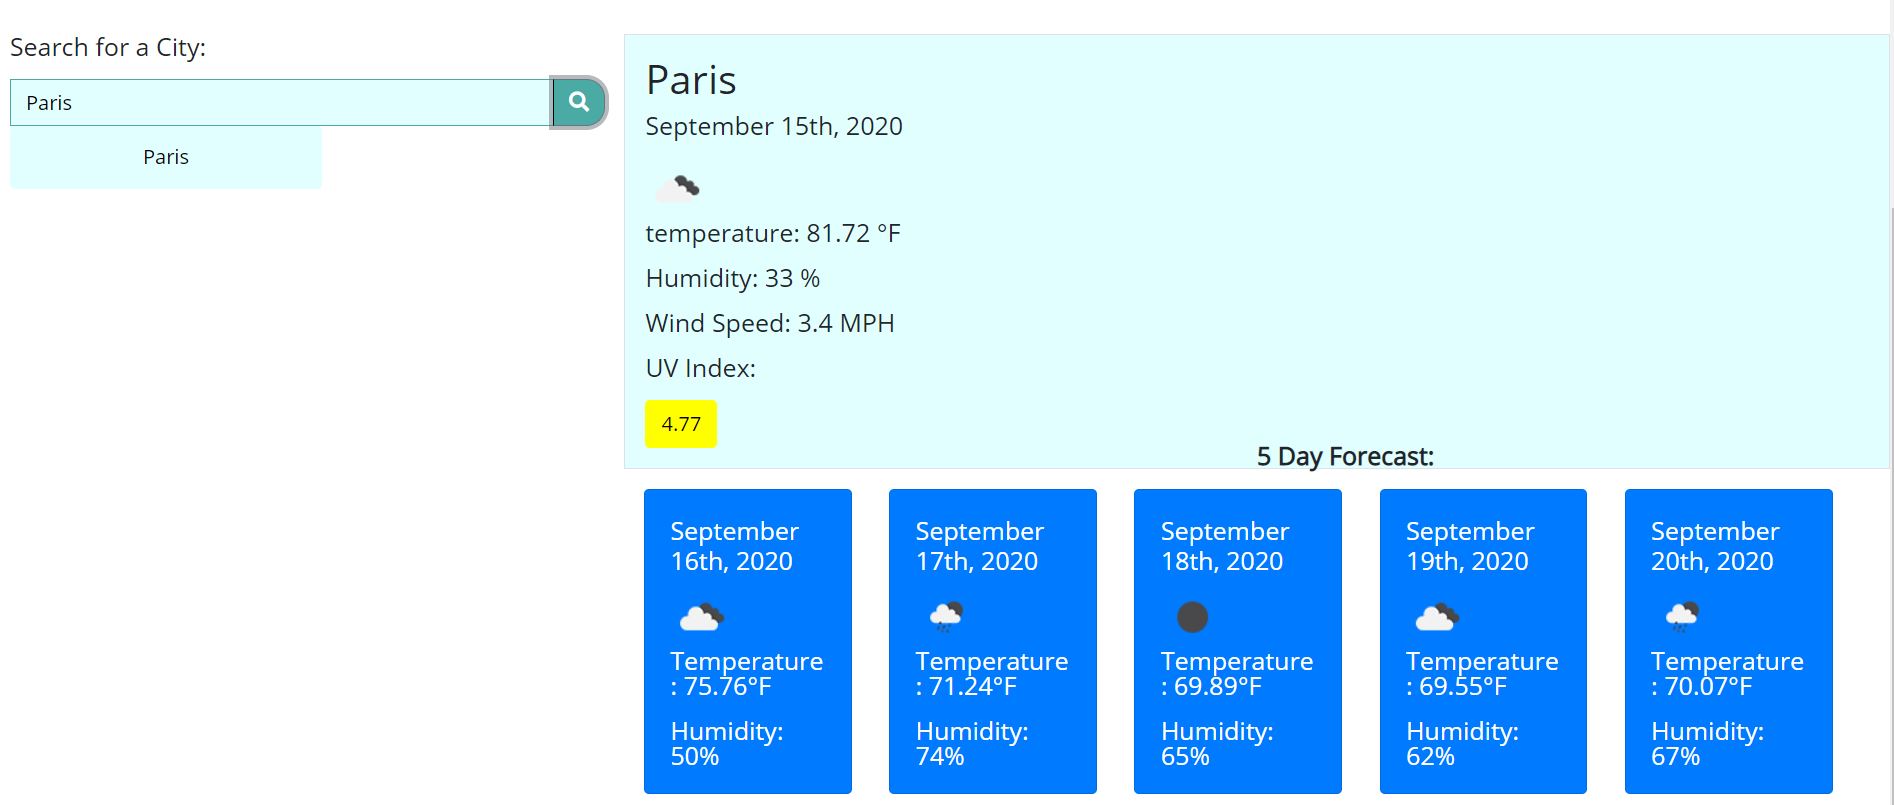 Search for a City:
Paris
Paris
Paris
September 15th, 2020
temperature: 81.72 °F
Humidity: 33 %
Wind Speed: 3.4 MPH
UV Index:
4.77
5 Day Forecast:
September
16th, 2020
Temperature
: 75.76°F
Humidity:
50%
September
17th, 2020
Temperature
: 71.24°F
Humidity:
74%
September
18th, 2020
Temperature
: 69.89°F
Humidity:
65%
September
19th, 2020
Temperature
: 69.55°F
Humidity:
62%
September
20th, 2020
Temperature
: 70.07°F
Humidity:
67%